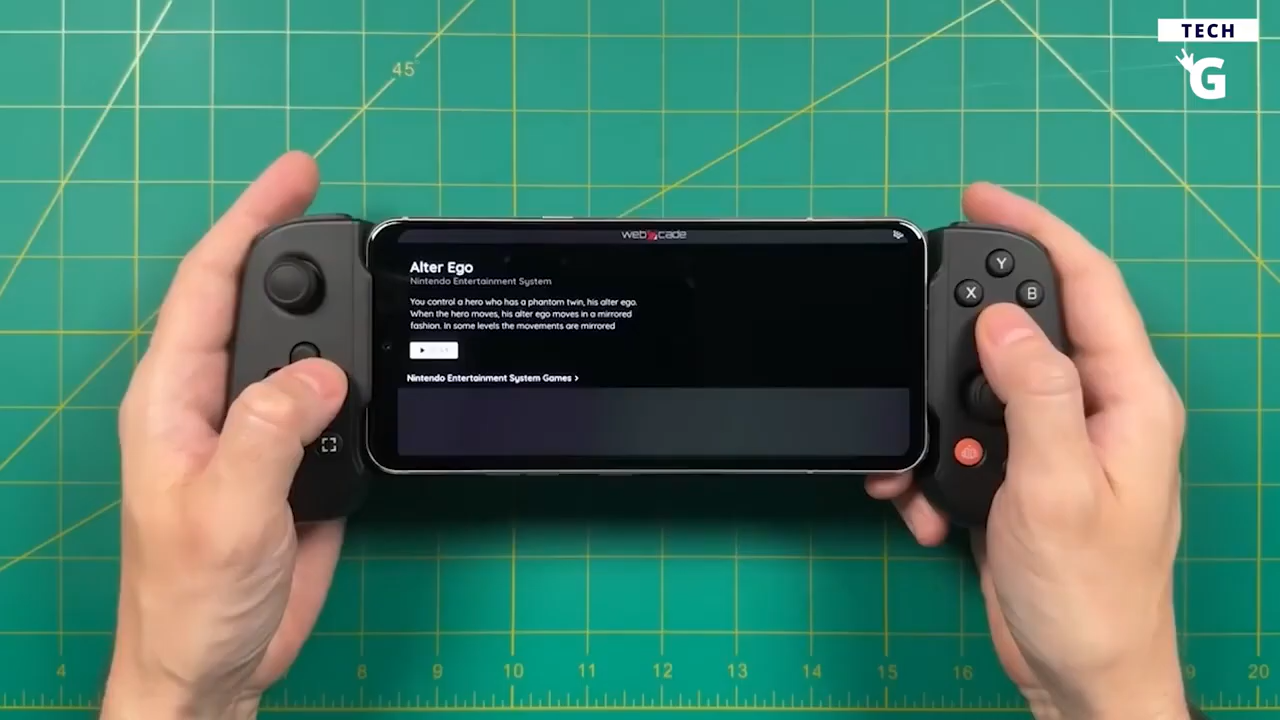 TECH
G
45
webcade
Alter Ego
Nintendo Entertainment System
You control a hero who has a phantom twin, his alter ego.
When the hero moves, his alter ego moves in a mirrored
fashion. In some levels the movements are mirrored
Nintendo Entertainment System Games >
Y
X B
4 8 10 11 12 13 14 15 16 19 20